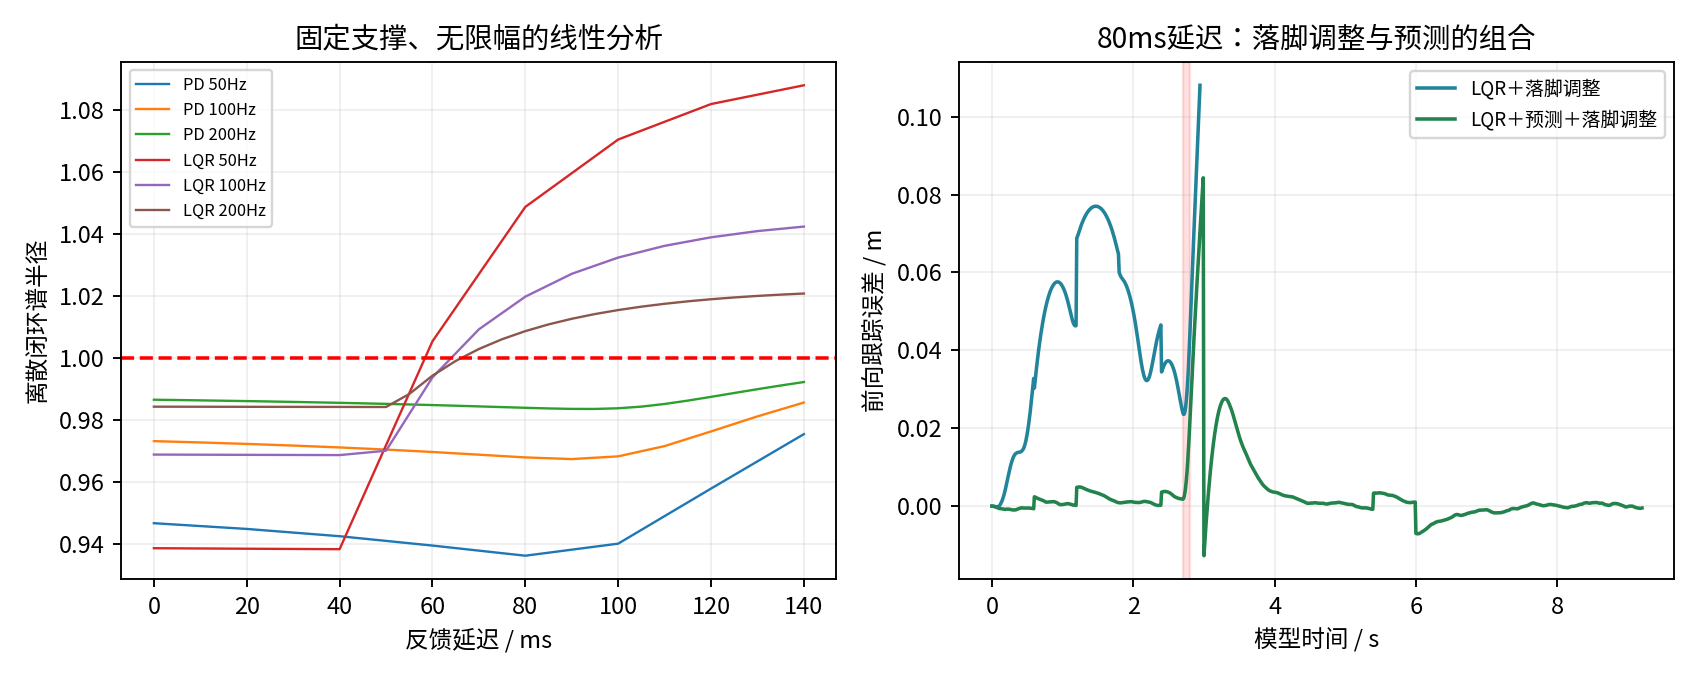 固定支撑、无限幅的线性分析
PD 50Hz
PD 100Hz
PD 200Hz
LQR 50Hz
LQR 100Hz
LQR 200Hz
离散闭环谱半径
1.08
1.06
1.04
1.02
1.00
0.98
0.96
0.94
0 20 40 60 80 100 120 140
反馈延迟 / ms
80ms延迟：落脚调整与预测的组合
LQR＋落脚调整
LQR＋预测＋落脚调整
前向跟踪误差 / m
0.10
0.08
0.06
0.04
0.02
0.00
0 2 4 6 8
模型时间 / s